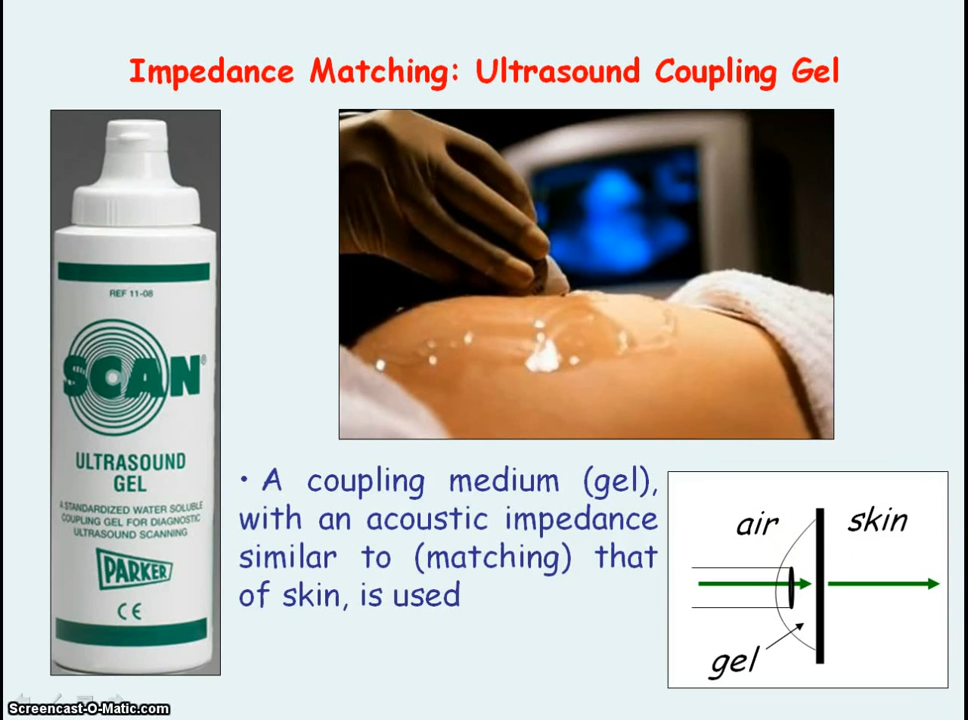 Impedance Matching: Ultrasound Coupling Gel
REF 11-08
SCAN®
ULTRASOUND
GEL
A STANDARDIZED WATER SOLUBLE
COUPLING GEL FOR DIAGNOSTIC
ULTRASOUND SCANNING
PARKER
CE
• A coupling medium (gel),
with an acoustic impedance
similar to (matching) that
of skin, is used
air
skin
gel
Screencast-O-Matic.com